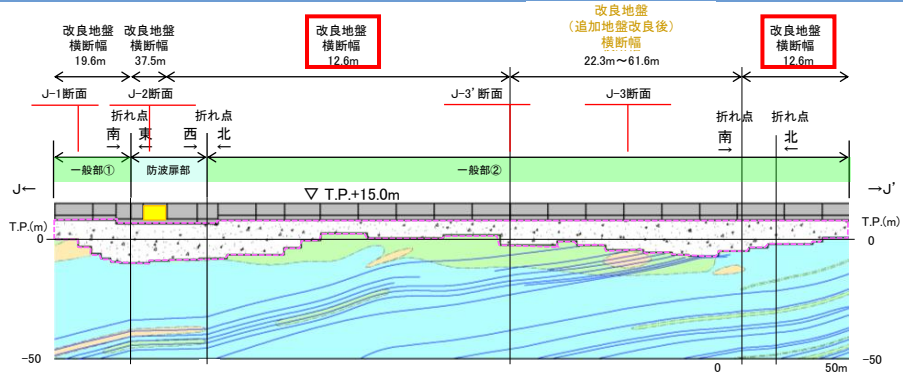 改良地盤
(追加地盤改良後)
横断幅
22.3m～61.6m
改良地盤
横断幅
19.6m
改良地盤
横断幅
37.5m
改良地盤
横断幅
12.6m
改良地盤
横断幅
12.6m
J-1断面
J-2断面
J-3'断面
J-3断面
折れ点
南 東
→ ←
折れ点
西 北
→ ←
折れ点
南
→
折れ点
北
←
一般部①
防波扉部
一般部②
J←
→J'
▽ T.P.+15.0m
T.P.(m)
T.P.(m)
0
0
-50
-50
0
50m